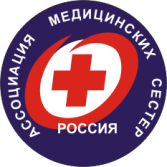 АССОЦИАЦИЯ МЕДИЦИНСКИХ СЕСТЕР
РОССИЯ